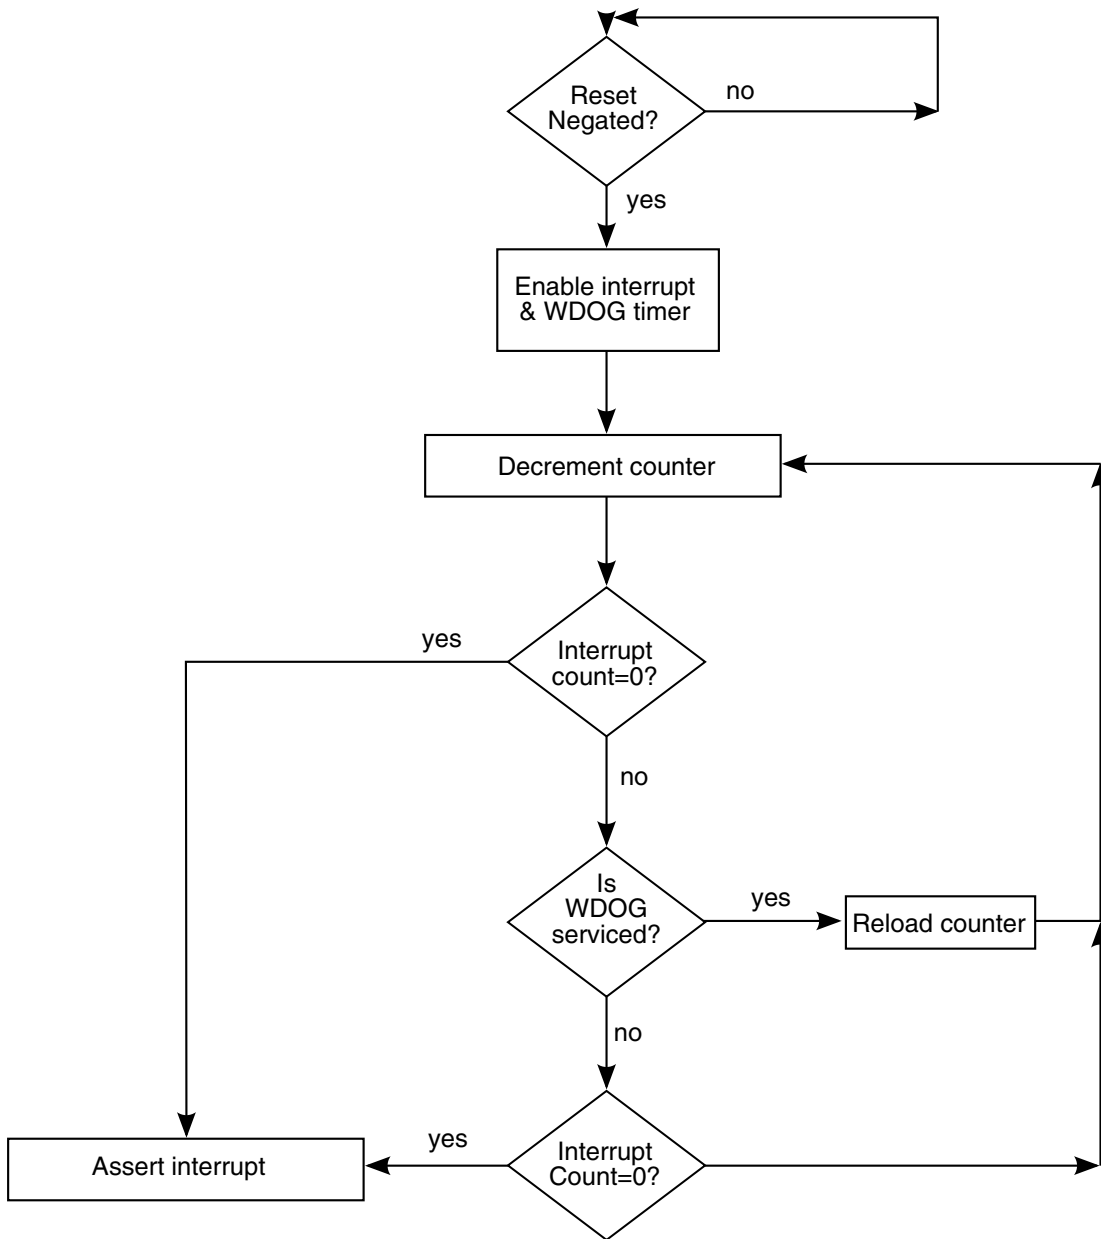 Reset
Negated?
no
yes
Enable interrupt
& WDOG timer
Decrement counter
yes
Interrupt
count=0?
no
Is
WDOG
serviced?
yes
Reload counter
no
Assert interrupt
yes
Interrupt
Count=0?